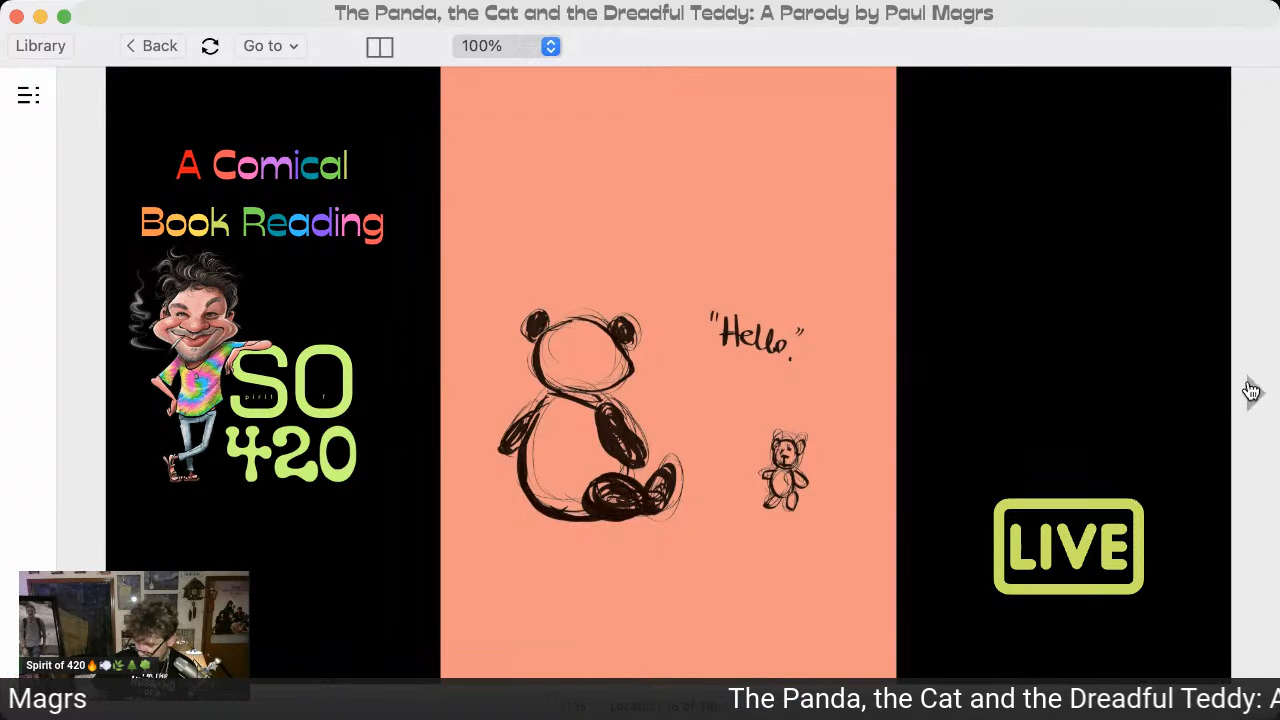 The Panda, the Cat and the Dreadful Teddy: A Parody by Paul Magrs
Library
Back
Go to
100%
A Comical
Book Reading
"Hello."
SO
pirit f
420
LIVE
Spirit of 420🔥💨🌿🌲🌳
Magrs
The Panda, the Cat and the Dreadful Teddy: A